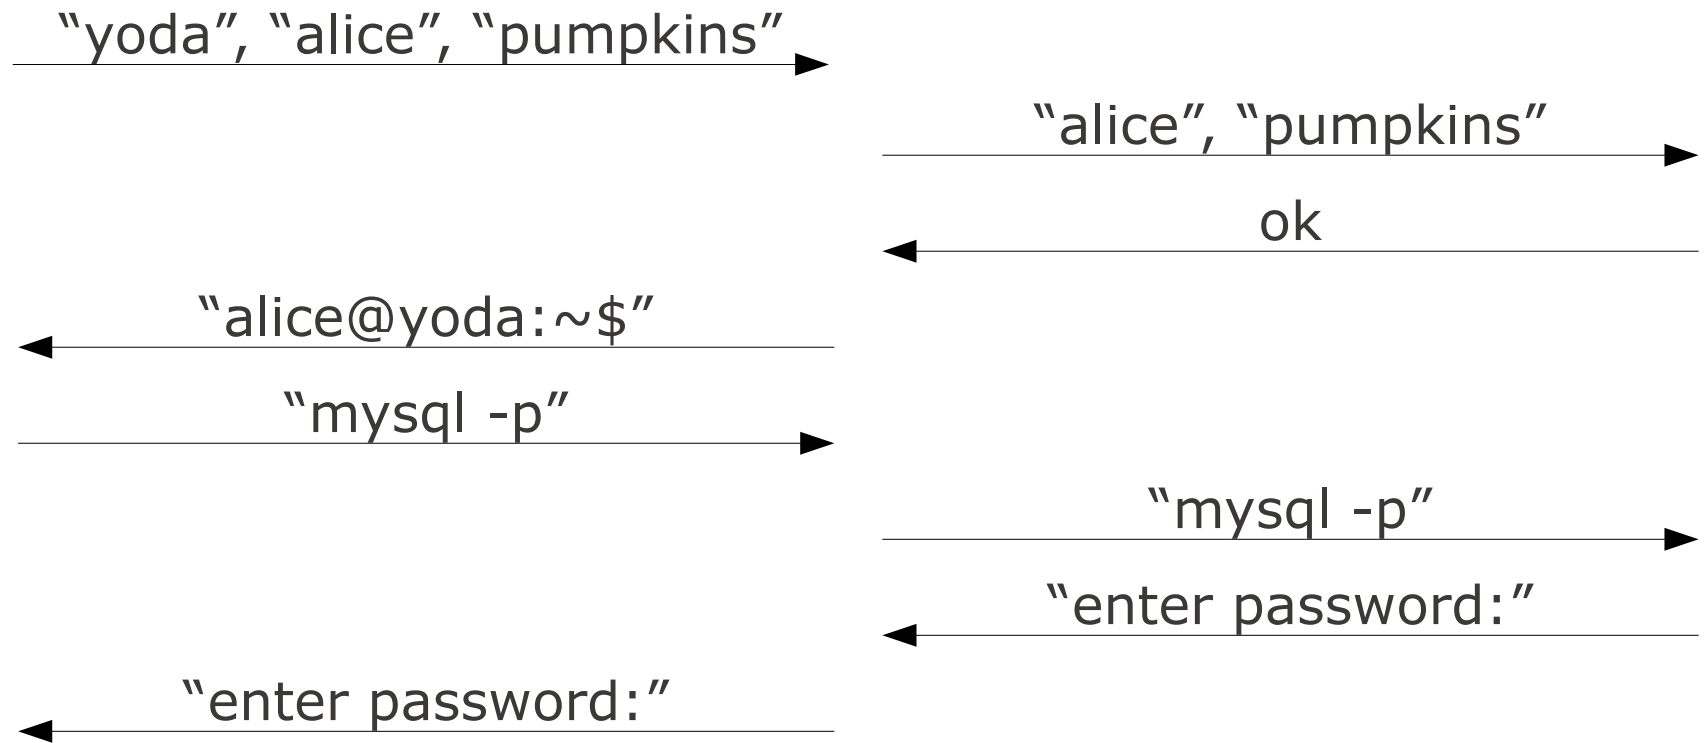 “yoda”, “alice”, “pumpkins”
“alice”, “pumpkins”
ok
“alice@yoda:~$”
“mysql -p”
“mysql -p”
“enter password:”
“enter password:”